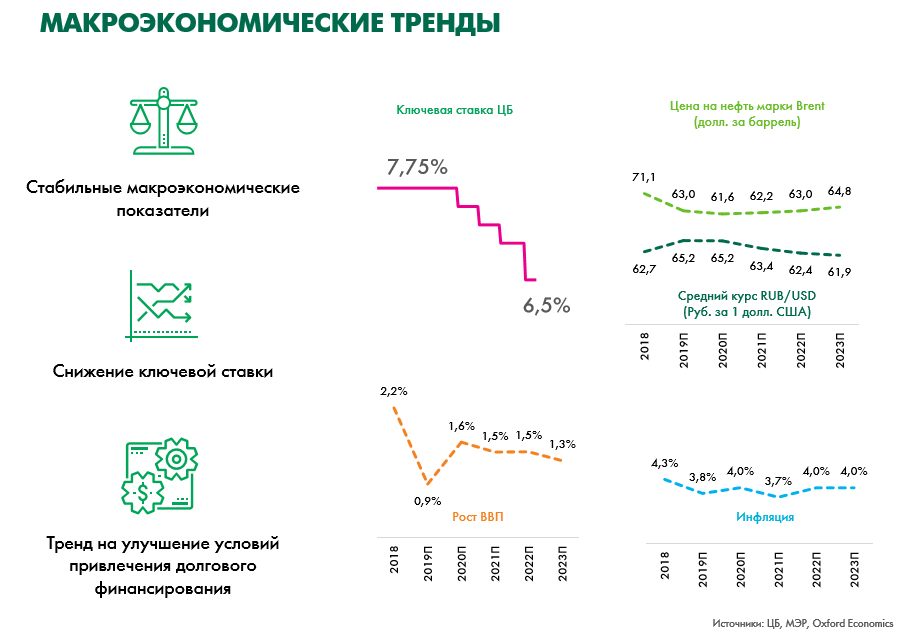 МАКРОЭКОНОМИЧЕСКИЕ ТРЕНДЫ
Стабильные макроэкономические
показатели
Снижение ключевой ставки
$
Тренд на улучшение условий
привлечения долгового
финансирования
Ключевая ставка ЦБ
7,75%
6,5%
Цена на нефть марки Brent
(долл. за баррель)
71,1 63,0 61,6 62,2 63,0 64,8
62,7 65,2 65,2 63,4 62,4 61,9
Средний курс RUB/USD
(Руб. за 1 долл. США)
2018 2019П 2020П 2021П 2022П 2023П
2,2% 0,9% 1,6% 1,5% 1,5% 1,3%
Рост ВВП
2018 2019П 2020П 2021П 2022П 2023П
4,3% 3,8% 4,0% 3,7% 4,0% 4,0%
Инфляция
2018 2019П 2020П 2021П 2022П 2023П
Источники: ЦБ, МЭР, Oxford Economics